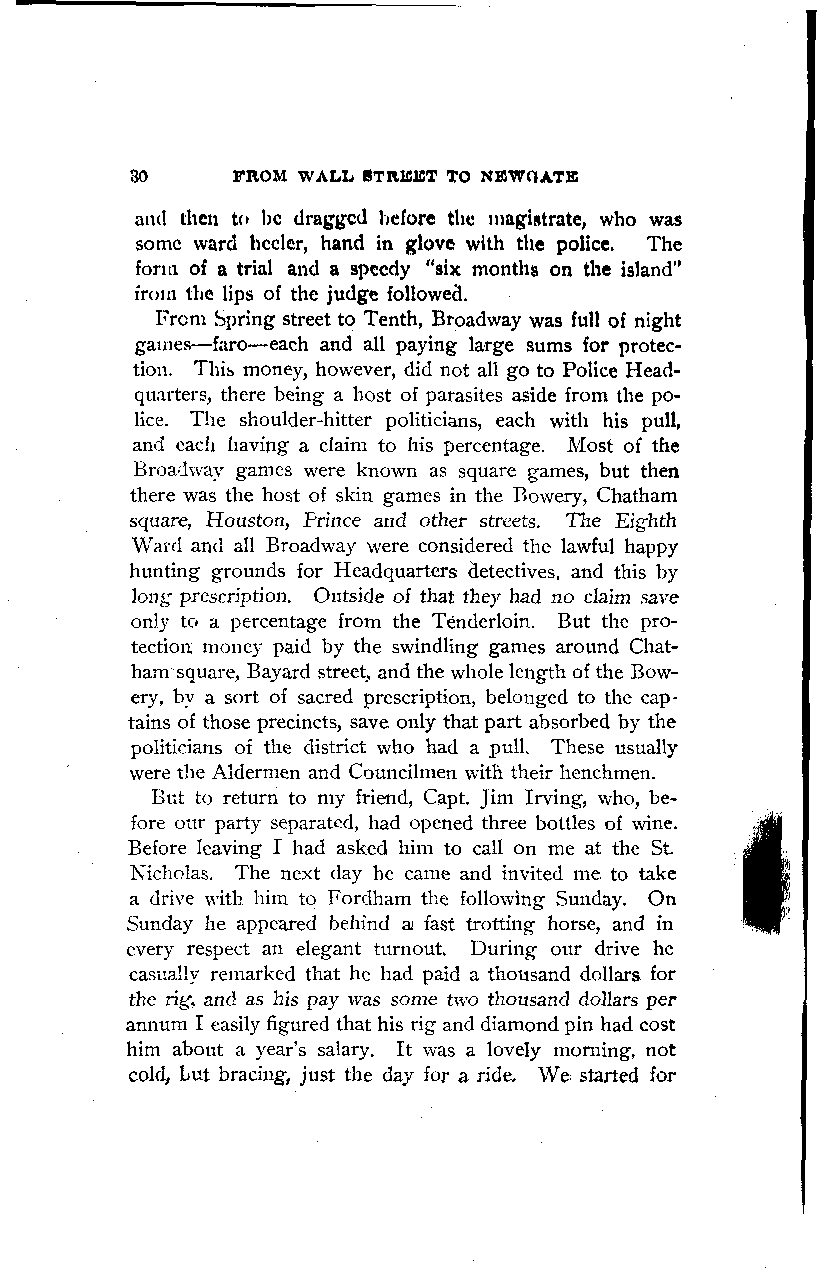 30 FROM WALL STREET TO NEWGATE
and then to be dragged before the magistrate, who was
some ward heeler, hand in glove with the police. The
form of a trial and a speedy "six months on the island"
from the lips of the judge followed.
From Spring street to Tenth, Broadway was full of night
games—faro—each and all paying large sums for protec-
tion. This money, however, did not all go to Police Head-
quarters, there being a host of parasites aside from the po-
lice. The shoulder-hitter politicians, each with his pull,
and each having a claim to his percentage. Most of the
Broadway games were known as square games, but then
there was the host of skin games in the Bowery, Chatham
square, Houston, Prince and other streets. The Eighth
Ward and all Broadway were considered the lawful happy
hunting grounds for Headquarters detectives, and this by
long prescription. Outside of that they had no claim save
only to a percentage from the Tenderloin. But the pro-
tection money paid by the swindling games around Chat-
ham square, Bayard street, and the whole length of the Bow-
ery, by a sort of sacred prescription, belonged to the cap-
tains of those precincts, save only that part absorbed by the
politicians of the district who had a pull. These usually
were the Aldermen and Councilmen with their henchmen.
But to return to my friend, Capt. Jim Irving, who, be-
fore our party separated, had opened three bottles of wine.
Before leaving I had asked him to call on me at the St.
Nicholas. The next day he came and invited me to take
a drive with him to Fordham the following Sunday. On
Sunday he appeared behind a fast trotting horse, and in
every respect an elegant turnout. During our drive he
casually remarked that he had paid a thousand dollars for
the rig, and as his pay was some two thousand dollars per
annum I easily figured that his rig and diamond pin had cost
him about a year's salary. It was a lovely morning, not
cold, but bracing, just the day for a ride. We started for